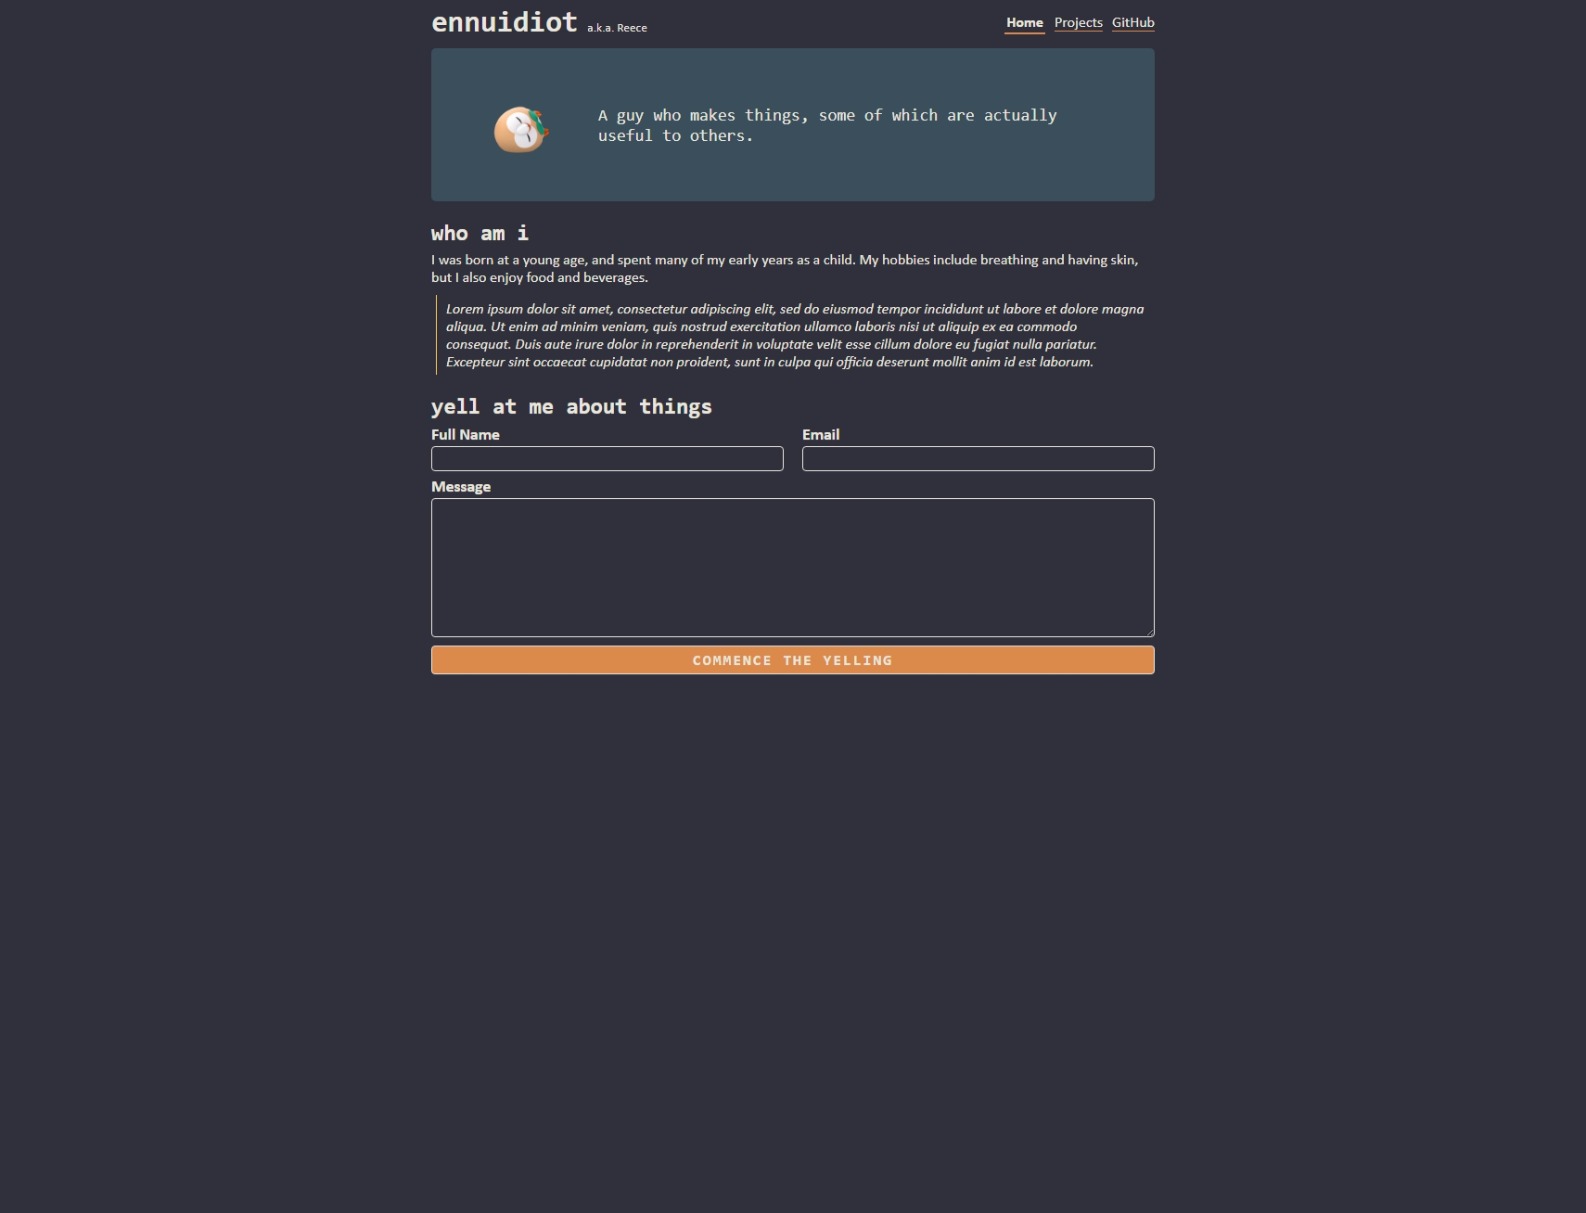 ennuidiot a.k.a. Reece
Home Projects GitHub
A guy who makes things, some of which are actually
useful to others.
who am i
I was born at a young age, and spent many of my early years as a child. My hobbies include breathing and having skin,
but I also enjoy food and beverages.
Lorem ipsum dolor sit amet, consectetur adipiscing elit, sed do eiusmod tempor incididunt ut labore et dolore magna
aliqua. Ut enim ad minim veniam, quis nostrud exercitation ullamco laboris nisi ut aliquip ex ea commodo
consequat. Duis aute irure dolor in reprehenderit in voluptate velit esse cillum dolore eu fugiat nulla pariatur.
Excepteur sint occaecat cupidatat non proident, sunt in culpa qui officia deserunt mollit anim id est laborum.
yell at me about things
Full Name Email
Message
COMMENCE THE YELLING